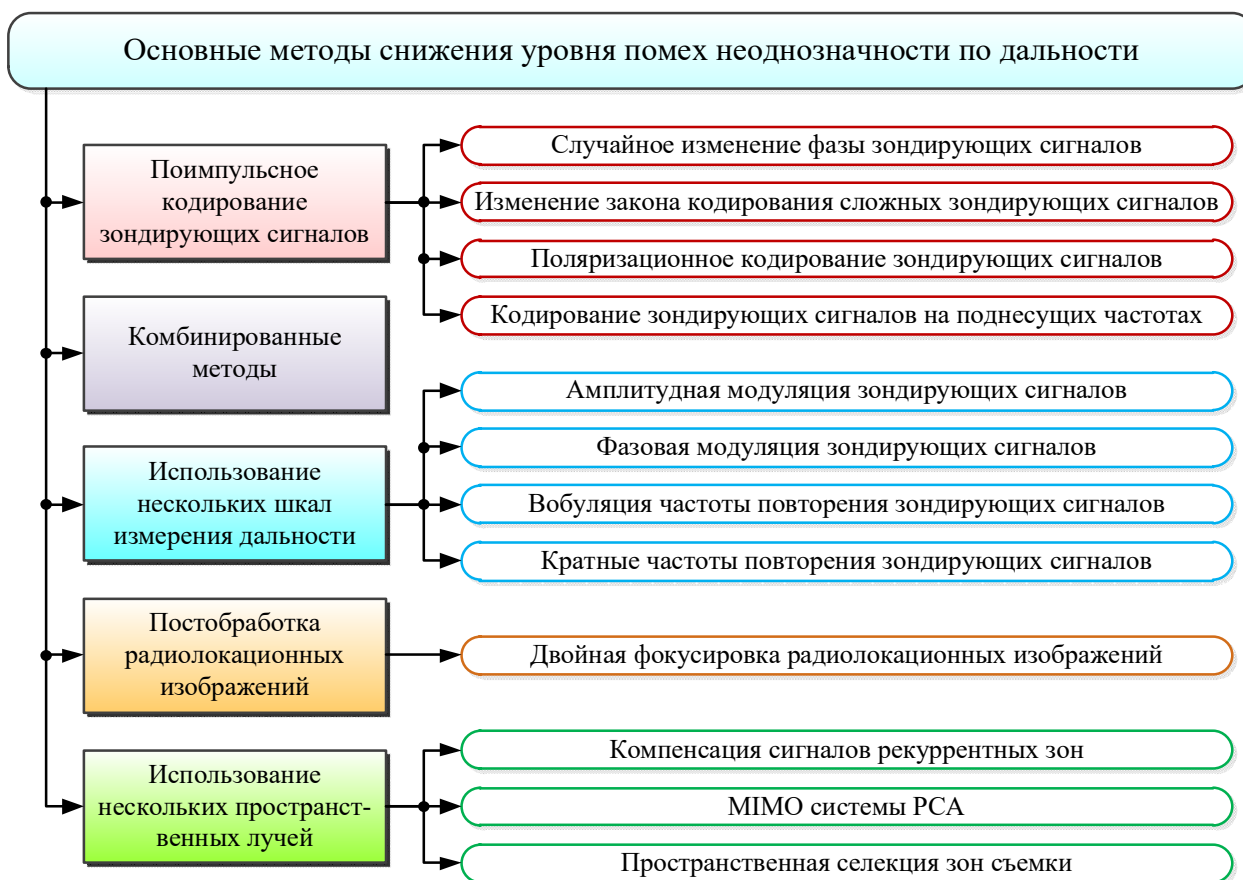 Основные методы снижения уровня помех неоднозначности по дальности
Поимпульсное
кодирование
зондирующих сигналов
Случайное изменение фазы зондирующих сигналов
Изменение закона кодирования сложных зондирующих сигналов
Поляризационное кодирование зондирующих сигналов
Кодирование зондирующих сигналов на поднесущих частотах
Комбинированные
методы
Использование
нескольких шкал
измерения дальности
Амплитудная модуляция зондирующих сигналов
Фазовая модуляция зондирующих сигналов
Вобуляция частоты повторения зондирующих сигналов
Кратные частоты повторения зондирующих сигналов
Постобработка
радиолокационных
изображений
Двойная фокусировка радиолокационных изображений
Использование
нескольких пространст-
венных лучей
Компенсация сигналов рекуррентных зон
MIMO системы РСА
Пространственная селекция зон съемки